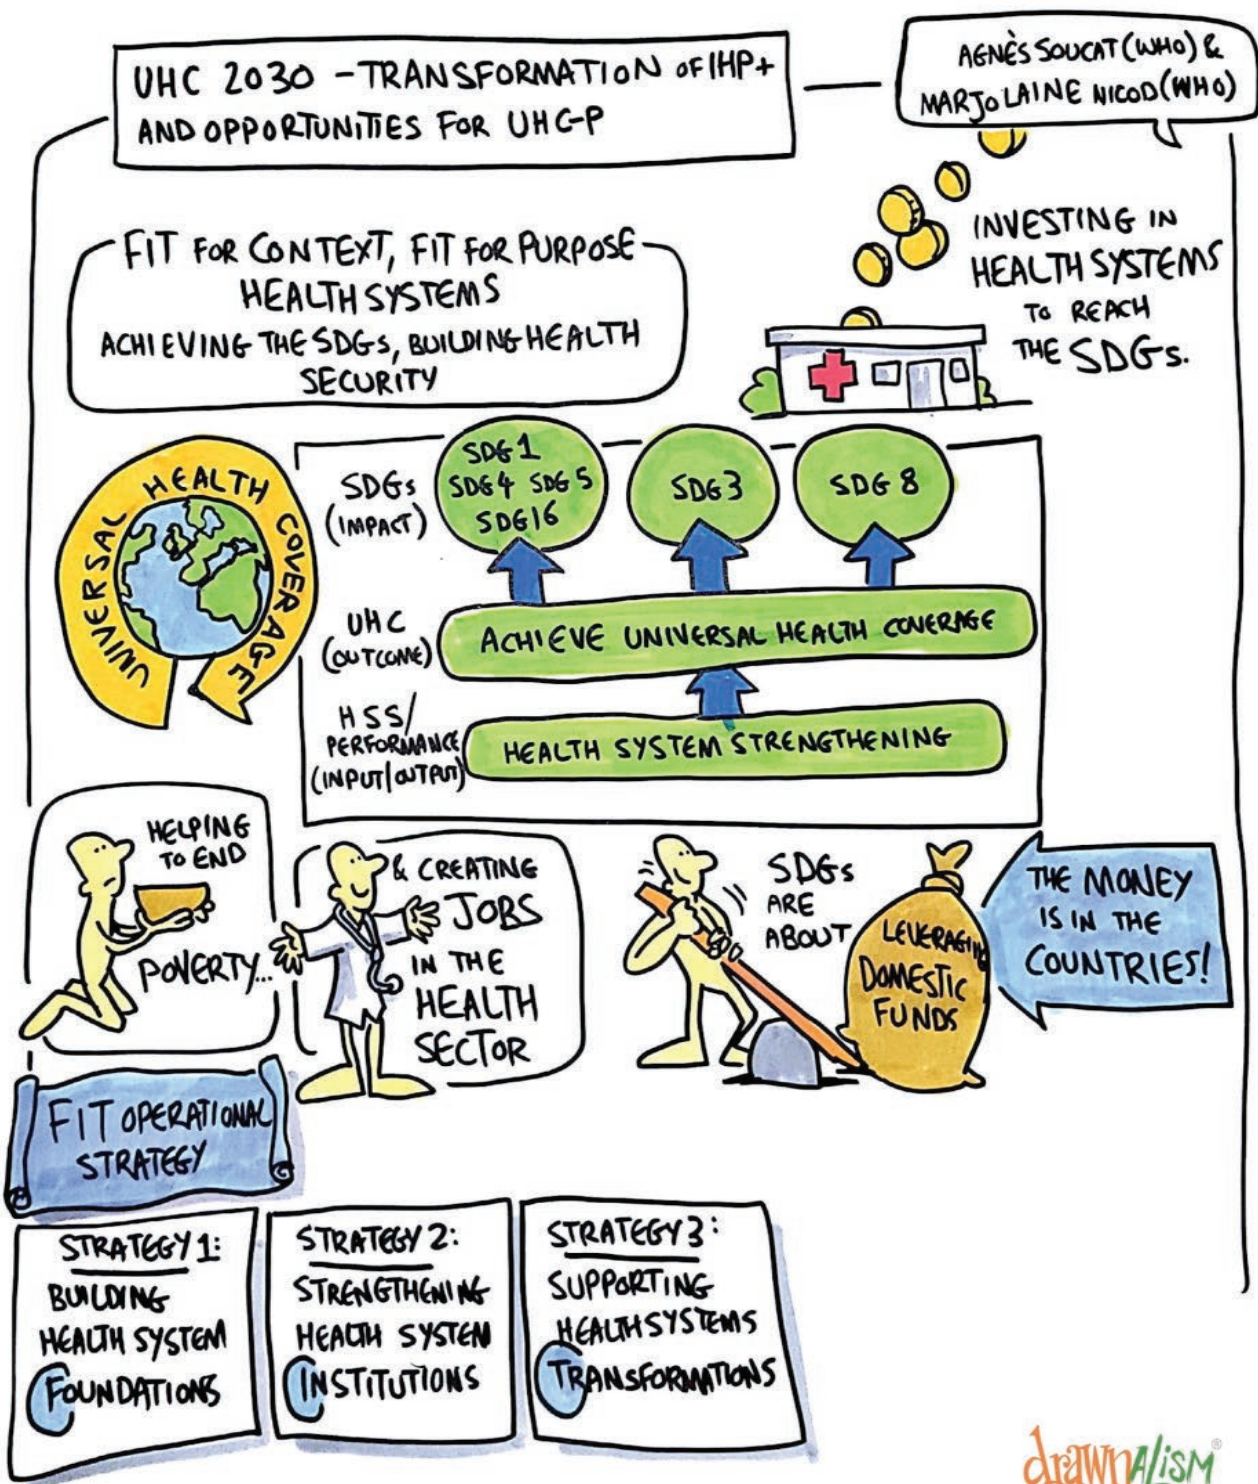 UHC 2030 - TRANSFORMATION OF IHP+
AND OPPORTUNITIES FOR UHC-P
AGNÈS SOUCAT (WHO) &
MARJOLAINE NICOD (WHO)
INVESTING IN
HEALTH SYSTEMS
TO REACH
THE SDGs.
FIT FOR CONTEXT, FIT FOR PURPOSE
HEALTH SYSTEMS
ACHIEVING THE SDGs, BUILDING HEALTH
SECURITY
UNIVERSAL HEALTH COVERAGE
SDGs
(IMPACT)
SDG 1
SDG 4 SDG 5
SDG 16
SDG 3
SDG 8
UHC
(OUTCOME)
ACHIEVE UNIVERSAL HEALTH COVERAGE
HSS/
PERFORMANCE
(INPUT/OUTPUT)
HEALTH SYSTEM STRENGTHENING
HELPING
TO END
POVERTY...
& CREATING
JOBS
IN THE
HEALTH
SECTOR
SDGs
ARE
ABOUT
LEVERAGING
DOMESTIC
FUNDS
THE MONEY
IS IN THE
COUNTRIES!
FIT OPERATIONAL
STRATEGY
STRATEGY 1:
BUILDING
HEALTH SYSTEM
FOUNDATIONS
STRATEGY 2:
STRENGTHENING
HEALTH SYSTEM
INSTITUTIONS
STRATEGY 3:
SUPPORTING
HEALTH SYSTEMS
TRANSFORMATIONS
drawnalism®